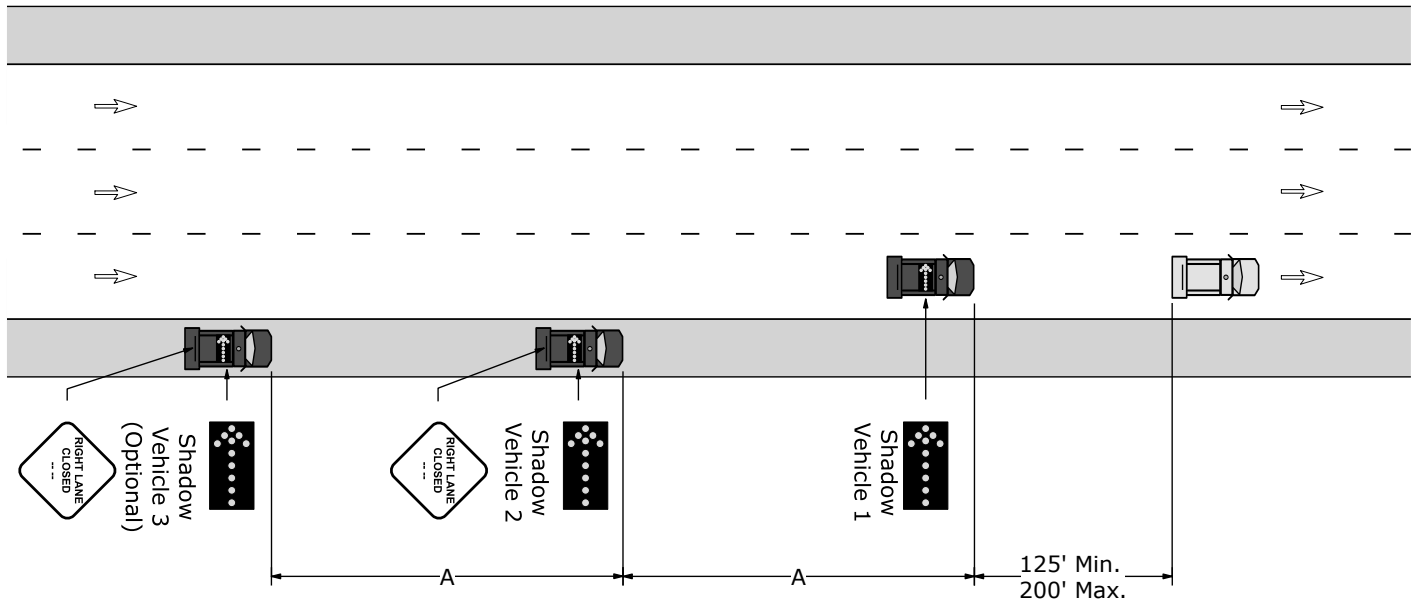 RIGHT LANE
CLOSED
-- --
Shadow
Vehicle 3
(Optional)
RIGHT LANE
CLOSED
-- --
Shadow
Vehicle 2
Shadow
Vehicle 1
A
A
125' Min.
200' Max.